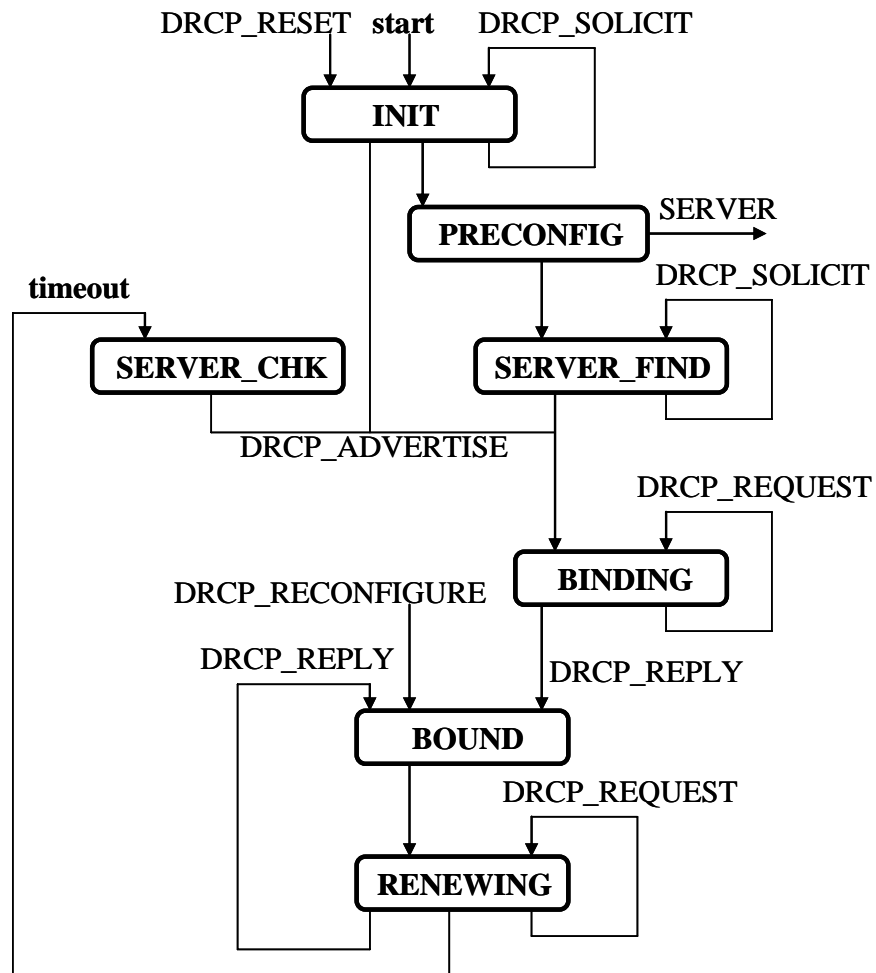 DRCP_RESET
start
DRCP_SOLICIT
INIT
SERVER
PRECONFIG
DRCP_SOLICIT
timeout
SERVER_CHK
SERVER_FIND
DRCP_ADVERTISE
DRCP_REQUEST
BINDING
DRCP_RECONFIGURE
DRCP_REPLY
DRCP_REPLY
BOUND
DRCP_REQUEST
RENEWING